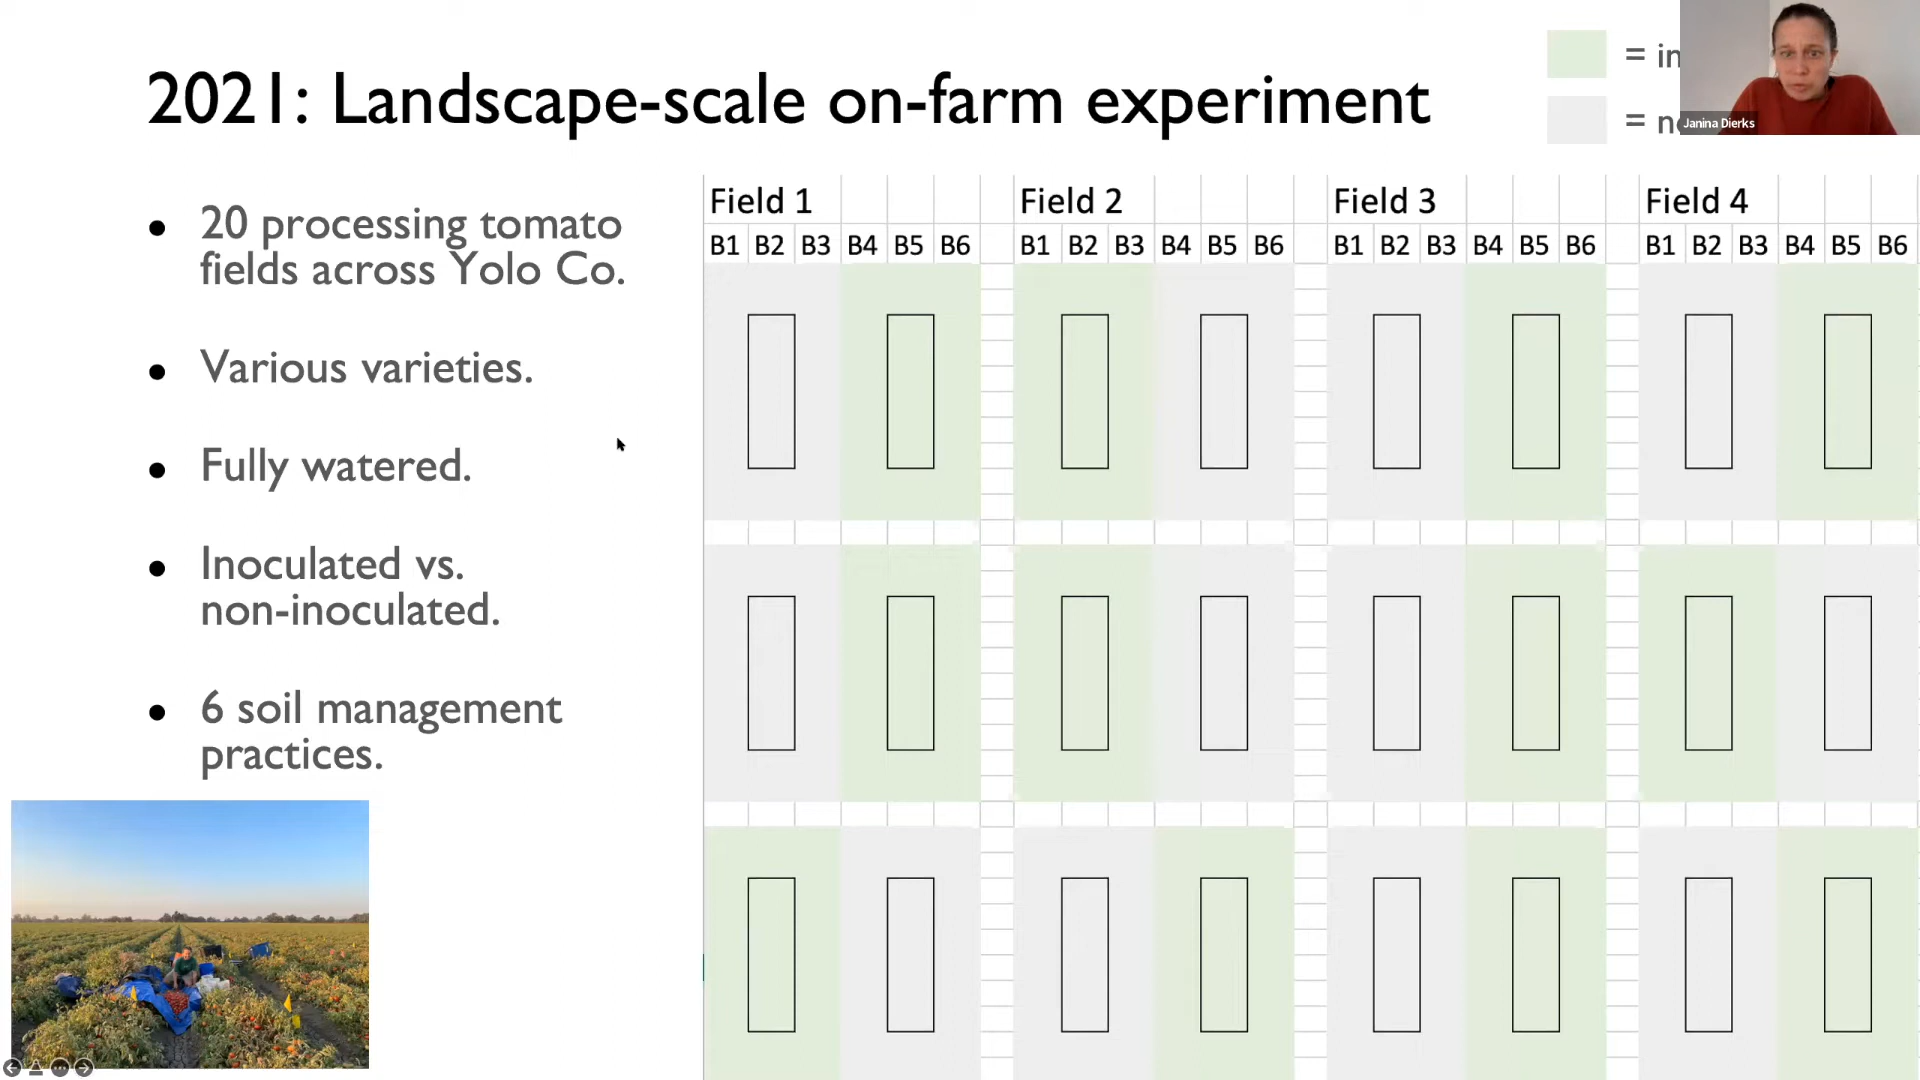 2021: Landscape-scale on-farm experiment
=
=
Janina Dierks
• 20 processing tomato
fields across Yolo Co.
• Various varieties.
• Fully watered.
• Inoculated vs.
non-inoculated.
• 6 soil management
practices.
Field 1 Field 2 Field 3 Field 4
B1 B2 B3 B4 B5 B6 B1 B2 B3 B4 B5 B6 B1 B2 B3 B4 B5 B6 B1 B2 B3 B4 B5 B6